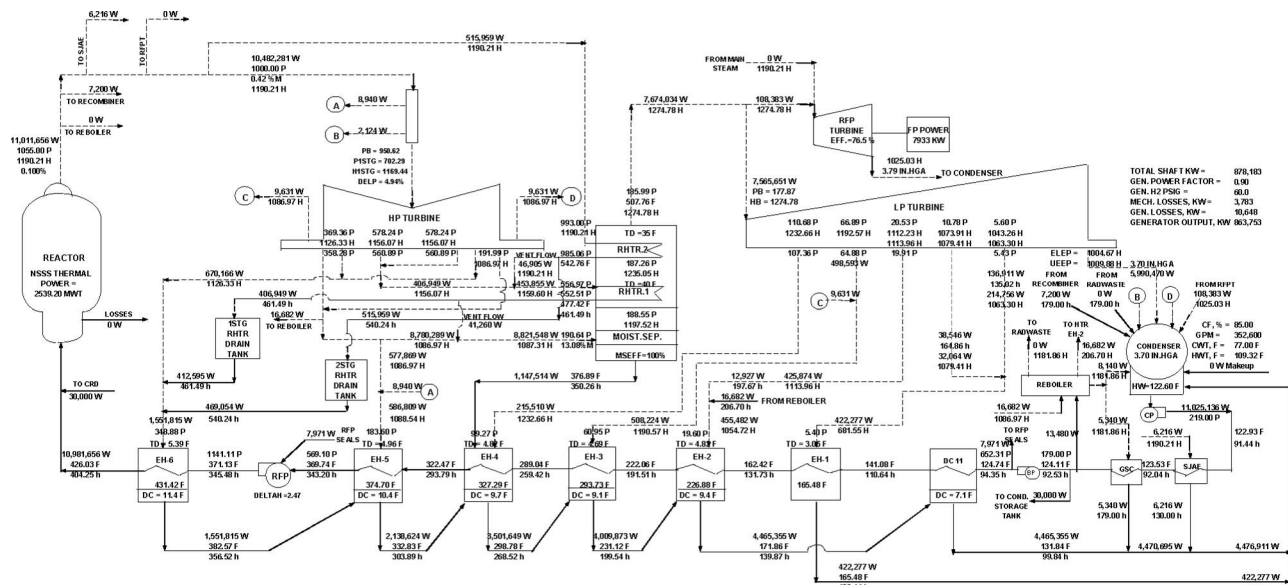 6,216 W
TO SJAE
0 W
TO RFPT
515,959 W
1190.21 H
10,482,281 W
1000.00 P
0.42 %M
1190.21 H
7,200 W
TO RECOMBINER
0 W
TO REBOILER
11,011,656 W
1055.00 P
1190.21 H
0.100%
A
8,940 W
B
2,124 W
PB = 950.62
P1STG = 702.29
H1STG = 1169.44
DELP = 4.94%
FROM MAIN
STEAM
0 W
1190.21 H
7,674,034 W
1274.78 H
108,383 W
1274.78 H
RFP
TURBINE
EFF.=76.5 %
FP POWER
7933 KW
1025.03 H
3.79 IN.HGA
TO CONDENSER
TOTAL SHAFT KW = 878,183
GEN. POWER FACTOR = 0.90
GEN. H2 PSIG = 60.0
MECH. LOSSES, KW = 3,783
GEN. LOSSES, KW = 10,648
GENERATOR OUTPUT, KW 863,753
C
9,631 W
1086.97 H
9,631 W
1086.97 H
D
185.99 P
507.76 F
1274.78 H
7,565,651 W
PB = 177.87
HB = 1274.78
LP TURBINE
HP TURBINE
REACTOR
NSSS THERMAL
POWER =
2539.20 MWT
369.36 P
1126.33 H
358.28 P
578.24 P
1156.07 H
560.89 P
578.24 P
1156.07 H
560.89 P
191.99 P
1086.97 H
993.00 P
1190.21 H
TD =35 F
RHTR.2
985.06 P
542.76 F
VENT.FLOW
46,905 W
1190.21 H
187.26 P
1235.05 H
TD =40 F
RHTR.1
453,855 W
1159.60 H
556.97 P
552.51 P
477.42 F
461.49 h
110.68 P
1232.66 H
66.89 P
1192.57 H
20.53 P
1112.23 H
1113.96 H
10.78 P
1073.91 H
1079.41 H
5.60 P
1043.26 H
1063.30 H
107.36 P
64.88 P
498,593 W
19.91 P
5.43 P
ELEP = 1004.67 H
UEEP =
3.70 IN.HGA
5,990,470 W
670,166 W
1126.33 H
406,949 W
1156.07 H
406,949 W
461.49 h
16,682 W
TO REBOILER
515,959 W
540.24 h
VENT FLOW
41,260 W
188.55 P
1197.52 H
MOIST.SEP.
MSEFF=100%
8,780,289 W
1086.97 H
8,821,548 W
1087.31 H
190.64 P
13.08% M
LOSSES
0 W
1STG
RHTR
DRAIN
TANK
2STG
RHTR
DRAIN
TANK
577,869 W
1086.97 H
8,940 W
A
586,809 W
1088.54 H
412,595 W
461.49 h
469,054 W
540.24 h
TO CRD
30,000 W
1,147,514 W
376.89 F
350.26 h
215,510 W
1232.66 H
C
9,631 W
136,911 W
135.02 h
214,756 W
1063.30 H
38,546 W
164.86 h
32,064 W
1079.41 H
12,927 W
197.67 h
425,874 W
1113.96 H
16,682 W
206.70 h
FROM REBOILER
FROM
RECOMBINER
7,200 W
179.00 h
FROM
RADWASTE
0 W
179.00 h
B
D
FROM RFPT
108,383 W
1025.03 H
CF, % = 85.00
GPM = 352,600
CWT, F = 77.00 F
HWT, F = 109.32 F
0 W Makeup
CONDENSER
3.70 IN.HGA
HW=122.60 F
CP
11,025,136 W
219.00 P
TO
RADWASTE
0 W
1181.86 H
TO HTR
EH-2
16,682 W
206.70 H
8,140 W
1181.86 H
REBOILER
16,682 W
1086.97 H
TO RFP
SEALS
7,971 W
13,480 W
5,340 W
1181.86 H
6,216 W
1190.21 H
122.93 F
91.44 h
1,551,815 W
348.88 P
TD = 5.39 F
7,971 W
RFP
SEALS
183.60 P
TD = 4.96 F
99.27 P
TD = 4.82 F
508,224 W
1190.57 H
60.95 P
TD = 4.69 F
455,482 W
1054.72 H
19.60 P
TD = 4.83 F
422,277 W
681.55 H
5.40 P
TD = 3.06 F
10,981,656 W
426.03 F
404.25 h
EH-6
431.42 F
DC = 11.4 F
1141.11 P
371.13 F
345.48 h
RFP
DELTAH =2.47
569.10 P
369.74 F
343.20 h
EH-5
374.70 F
DC = 10.4 F
322.47 F
293.79 h
EH-4
327.29 F
DC = 9.7 F
289.04 F
259.42 h
EH-3
293.73 F
DC = 9.1 F
222.06 F
191.51 h
EH-2
226.88 F
DC = 9.4 F
162.42 F
131.73 h
EH-1
165.48 F
141.08 F
110.64 h
DC 11
DC = 7.1 F
652.31 P
124.74 F
94.35 h
BP
179.00 P
124.11 F
92.53 h
GSC
123.53 F
92.04 h
SJAE
TO COND.
STORAGE
TANK
30,000 W
5,340 W
179.00 h
6,216 W
130.00 h
1,551,815 W
382.57 F
356.52 h
2,138,624 W
332.83 F
303.89 h
3,501,649 W
298.78 F
268.52 h
4,009,873 W
231.12 F
199.54 h
4,465,355 W
171.86 F
139.87 h
4,465,355 W
131.84 F
99.84 h
4,470,695 W
4,476,911 W
422,277 W
165.48 F
422,277 W